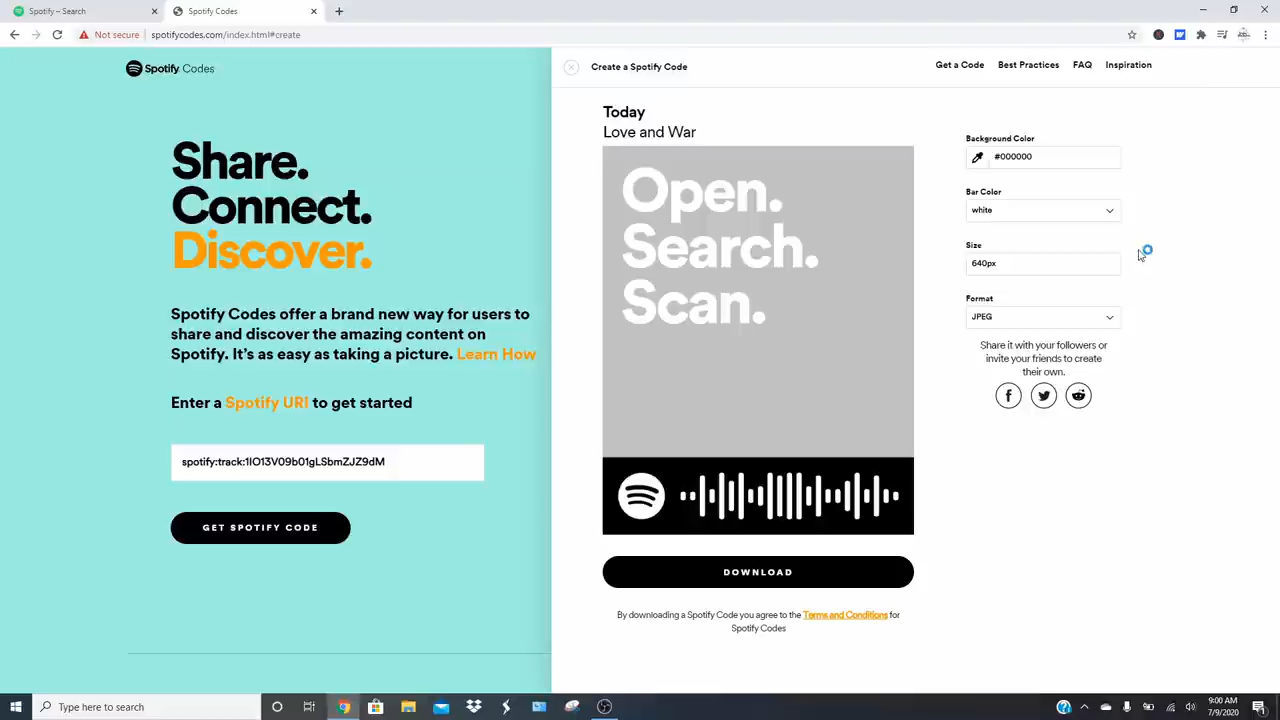 Spotify – Search
Spotify Codes
Not secure
spotifycodes.com/index.html#create
Spotify Codes
Create a Spotify Code
Get a Code
Best Practices
FAQ
Inspiration
Share.
Connect.
Discover.
Spotify Codes offer a brand new way for users to
share and discover the amazing content on
Spotify. It's as easy as taking a picture. Learn How
Enter a Spotify URI to get started
spotify:track:1IO13V09b01gLSbmZJZ9dM
GET SPOTIFY CODE
Today
Love and War
Open.
Search.
Scan.
DOWNLOAD
By downloading a Spotify Code you agree to the Terms and Conditions for
Spotify Codes
Background Color
#000000
Bar Color
white
Size
640px
Format
JPEG
Share it with your followers or
invite your friends to create
their own.
Type here to search
9:00 AM
7/9/2020